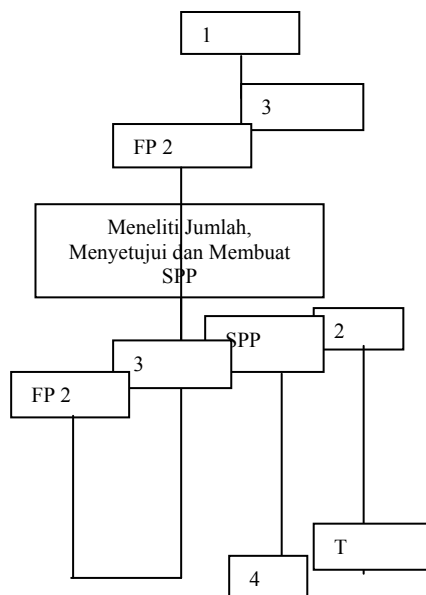 1
3
FP 2
Meneliti Jumlah,
Menyetujui dan Membuat
SPP
2
SPP
3
FP 2
T
4